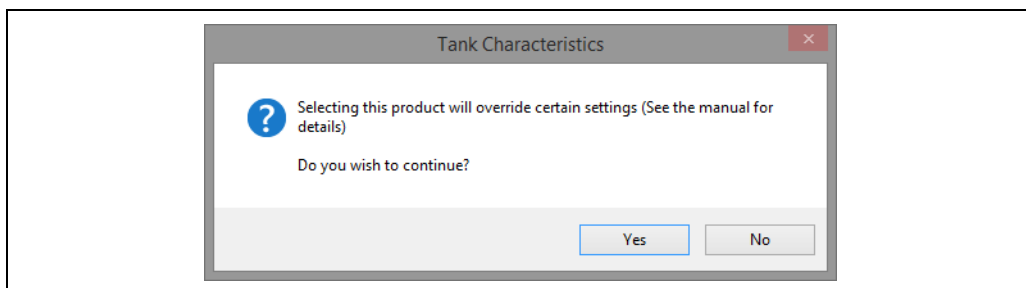 Tank Characteristics
Selecting this product will override certain settings (See the manual for
details)
Do you wish to continue?
Yes
No